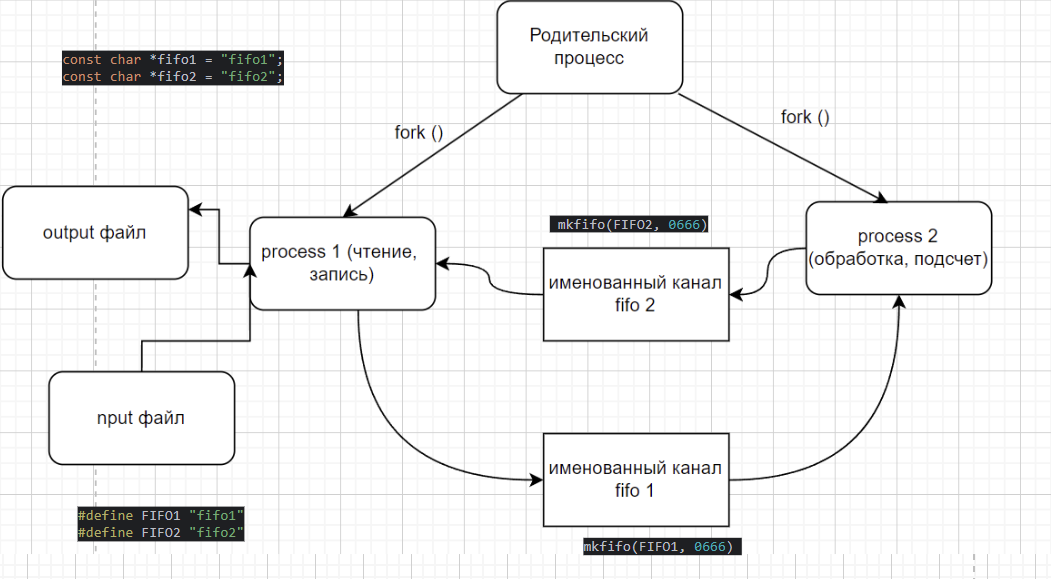 Родительский
процесс
const char *fifo1 = "fifo1";
const char *fifo2 = "fifo2";
fork ()
fork ()
output файл
process 1 (чтение,
запись)
mkfifo(FIFO2, 0666)
именованный канал
fifo 2
process 2
(обработка, подсчет)
nput файл
именованный канал
fifo 1
#define FIFO1 "fifo1"
#define FIFO2 "fifo2"
mkfifo(FIFO1, 0666)